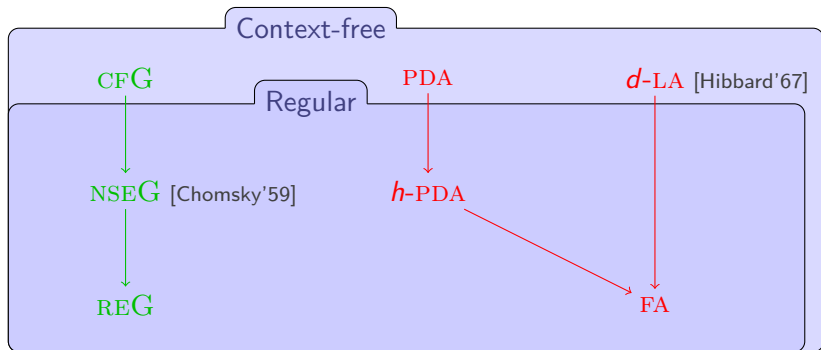 Context-free
CFG PDA d-LA [Hibbard'67]
Regular
NSEG [Chomsky'59] h-PDA
REG FA